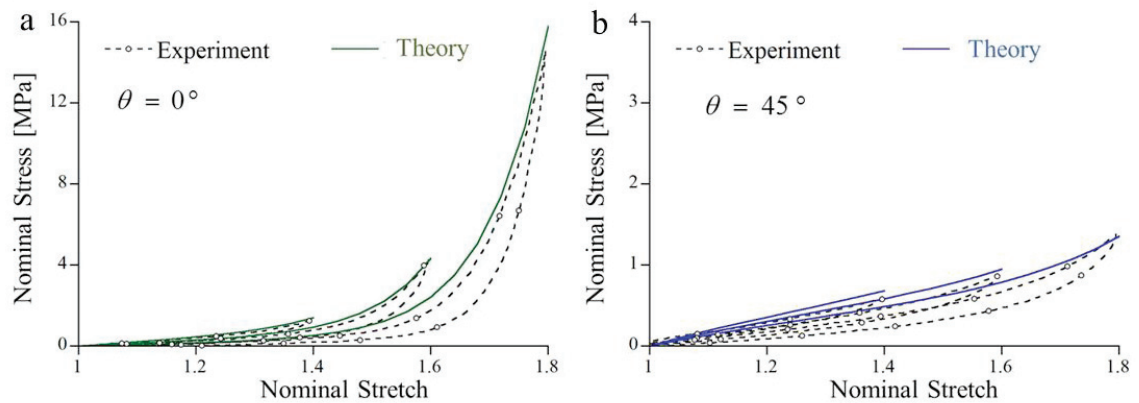 a
16
12
8
4
0
Nominal Stress [MPa]
Experiment
Theory
θ = 0°
1
1.2
1.4
1.6
1.8
Nominal Stretch
b
4
3
2
1
0
Nominal Stress [MPa]
Experiment
Theory
θ = 45°
1
1.2
1.4
1.6
1.8
Nominal Stretch